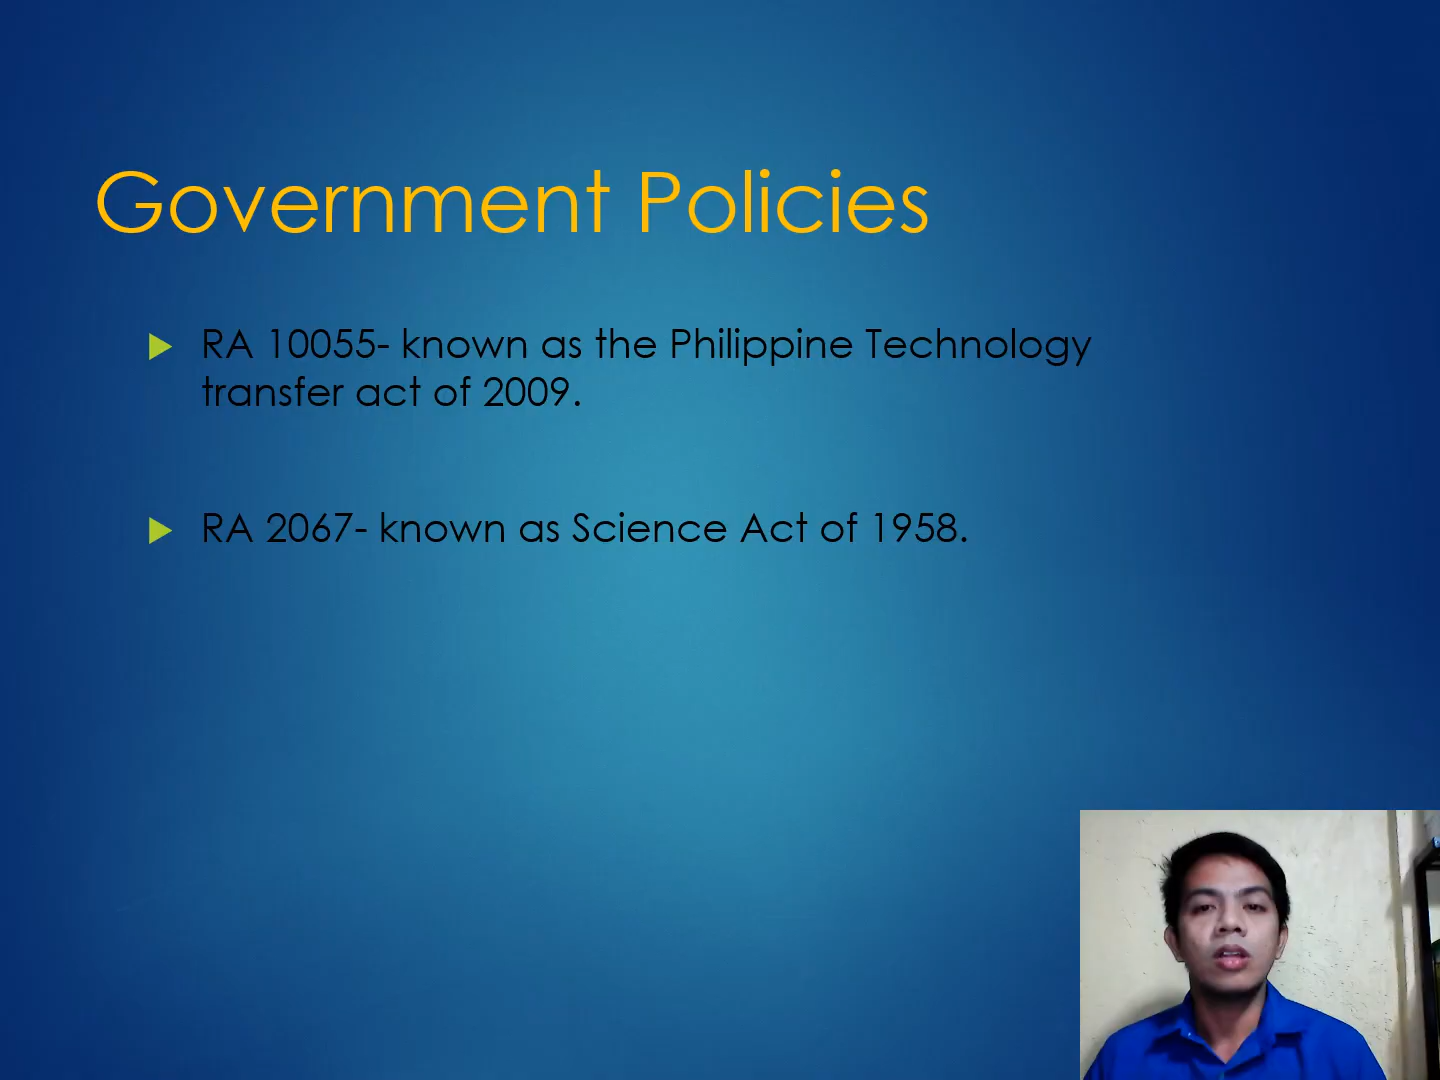 Government Policies
RA 10055- known as the Philippine Technology
transfer act of 2009.
RA 2067- known as Science Act of 1958.